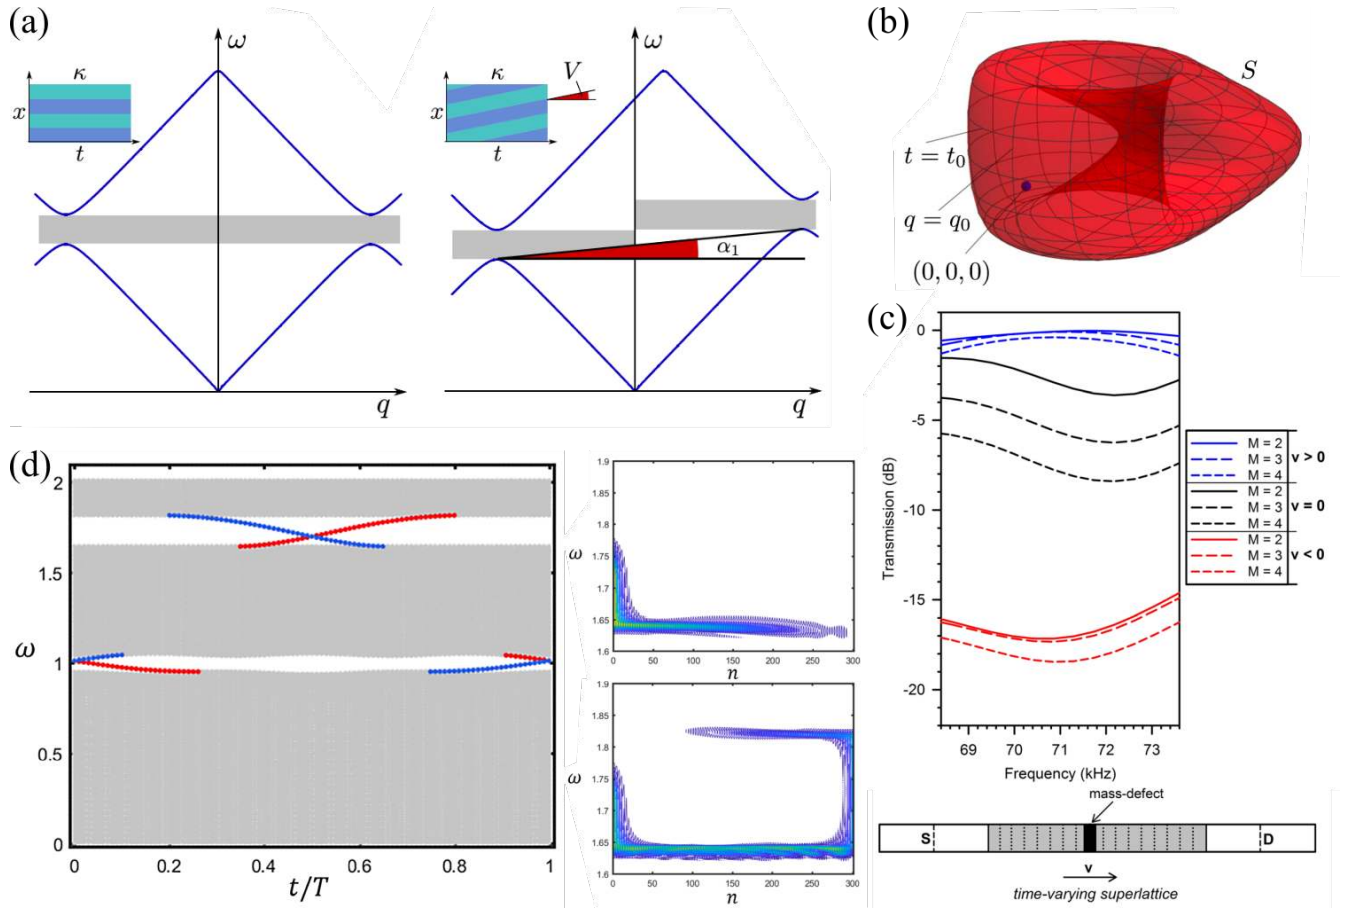 (a)
ω
κ
x
t
q
ω
κ
V
x
t
α₁
q
(b)
S
t = t₀
q = q₀
(0, 0, 0)
(c)
Transmission (dB)
0
-5
-10
-15
-20
69 70 71 72 73
Frequency (kHz)
M = 2
M = 3
M = 4
v > 0
M = 2
M = 3
M = 4
v = 0
M = 2
M = 3
M = 4
v < 0
mass-defect
S
D
v
time-varying superlattice
(d)
ω
2
1.5
1
0.5
0
0 0.2 0.4 0.6 0.8 1
t/T
1.9
1.85
1.8
1.75
1.7
1.65
1.6
ω
0 50 100 150 200 250 300
n
1.9
1.85
1.8
1.75
1.7
1.65
1.6
ω
0 50 100 150 200 250 300
n